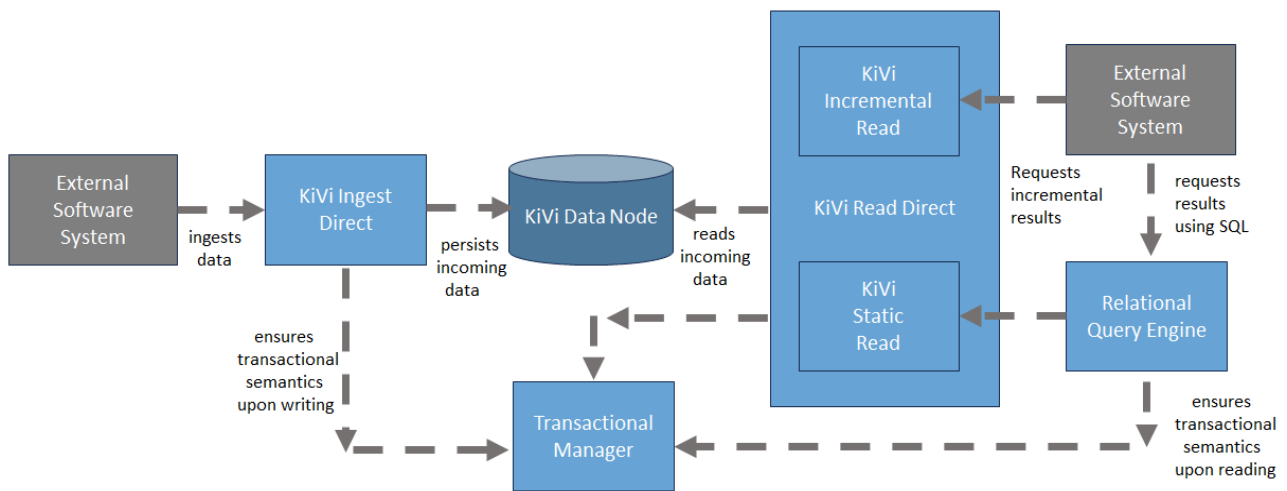 External
Software
System
ingests
data
KiVi Ingest
Direct
persists
incoming
data
KiVi Data Node
reads
incoming
data
KiVi
Incremental
Read
KiVi Read Direct
KiVi
Static
Read
External
Software
System
Requests
incremental
results
requests
results
using SQL
Relational
Query Engine
ensures
transactional
semantics
upon writing
Transactional
Manager
ensures
transactional
semantics
upon reading